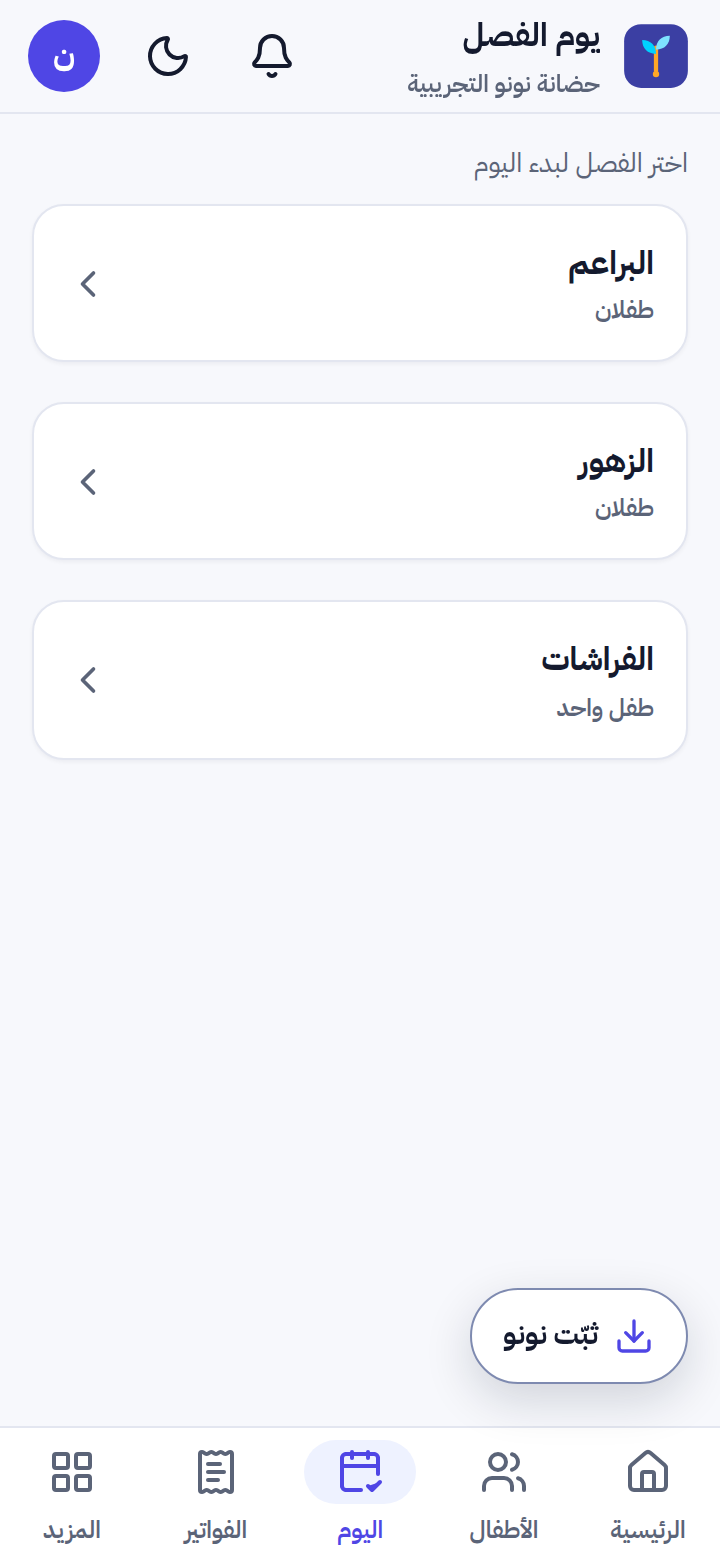 يوم الفصل
حضانة نونو التجريبية
ن
اختر الفصل لبدء اليوم
البراعم
طفلان
الزهور
طفلان
الفراشات
طفل واحد
ثبّت نونو
الرئيسية
الأطفال
اليوم
الفواتير
المزيد